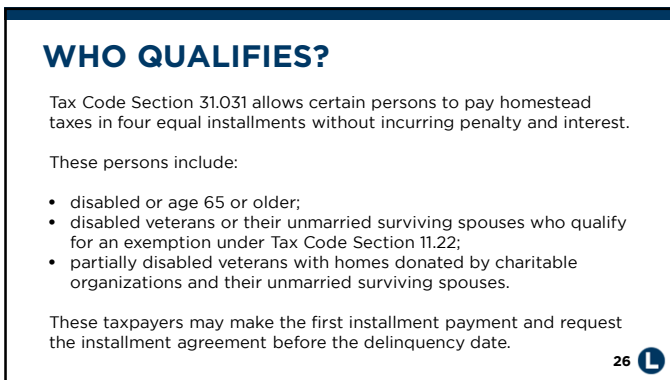 WHO QUALIFIES?
Tax Code Section 31.031 allows certain persons to pay homestead
taxes in four equal installments without incurring penalty and interest.
These persons include:
• disabled or age 65 or older;
• disabled veterans or their unmarried surviving spouses who qualify
for an exemption under Tax Code Section 11.22;
• partially disabled veterans with homes donated by charitable
organizations and their unmarried surviving spouses.
These taxpayers may make the first installment payment and request
the installment agreement before the delinquency date.
26 L